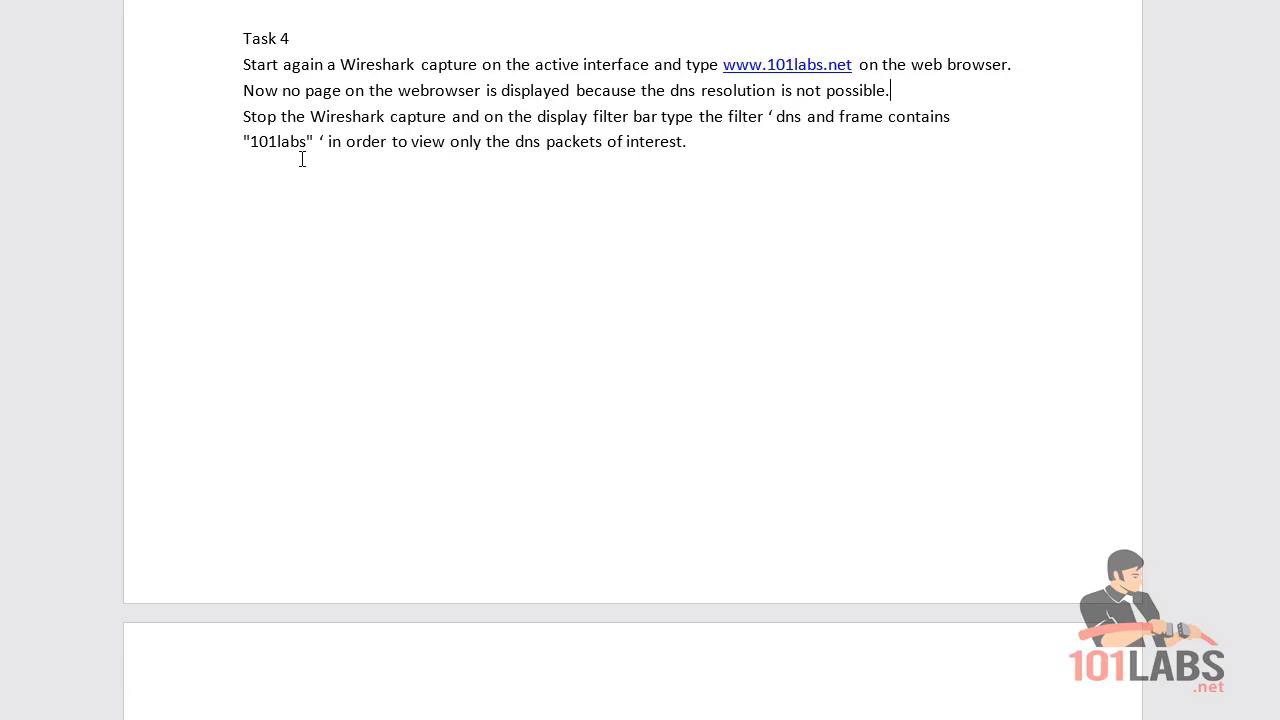 Task 4
Start again a Wireshark capture on the active interface and type www.101labs.net on the web browser.
Now no page on the webrowser is displayed because the dns resolution is not possible.
Stop the Wireshark capture and on the display filter bar type the filter ‘ dns and frame contains
"101labs" ‘ in order to view only the dns packets of interest.
101LABS
.net